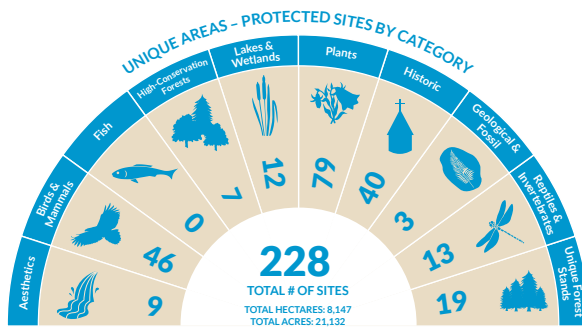 UNIQUE AREAS – PROTECTED SITES BY CATEGORY
Aesthetics
9
Birds &
Mammals
46
Fish
0
High-Conservation
Forests
7
Lakes &
Wetlands
12
Plants
79
Historic
40
Geological &
Fossil
3
Reptiles &
Invertebrates
13
Unique Forest
Stands
19
228
TOTAL # OF SITES
TOTAL HECTARES: 8,147
TOTAL ACRES: 21,132